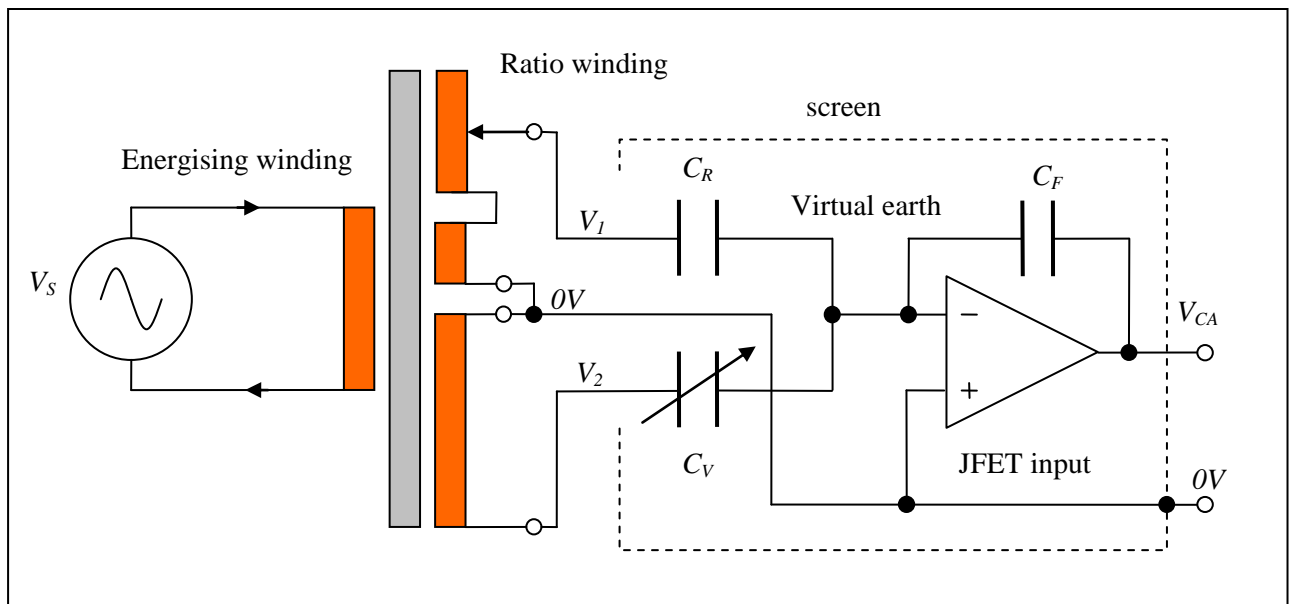 Ratio winding
screen
Energising winding
C_R
C_F
Virtual earth
V_1
V_S
0V
V_CA
V_2
−
+
JFET input
C_V
0V